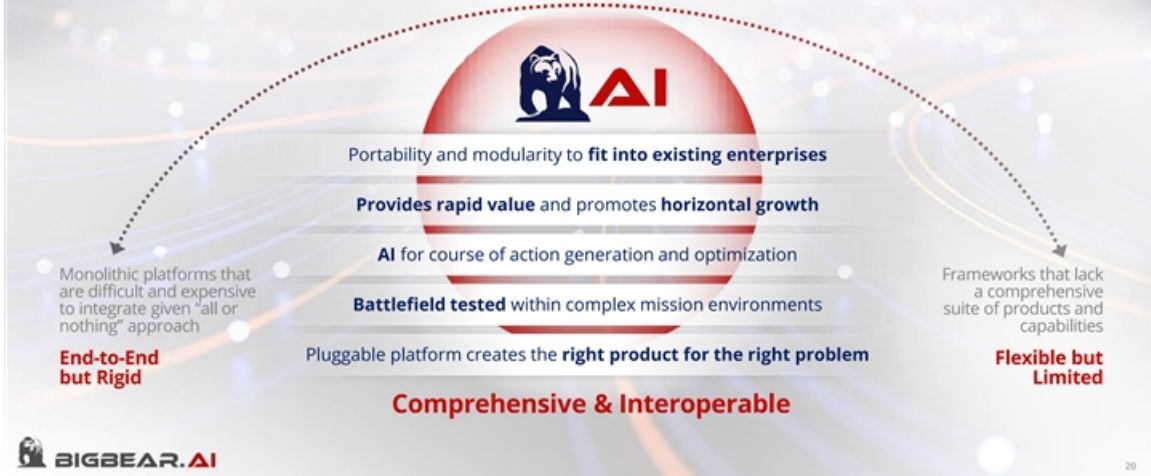 AI
Portability and modularity to fit into existing enterprises
Provides rapid value and promotes horizontal growth
AI for course of action generation and optimization
Battlefield tested within complex mission environments
Pluggable platform creates the right product for the right problem
Comprehensive & Interoperable
Monolithic platforms that
are difficult and expensive
to integrate given "all or
nothing" approach
End-to-End
but Rigid
Frameworks that lack
a comprehensive
suite of products and
capabilities
Flexible but
Limited
BIGBEAR.AI
20